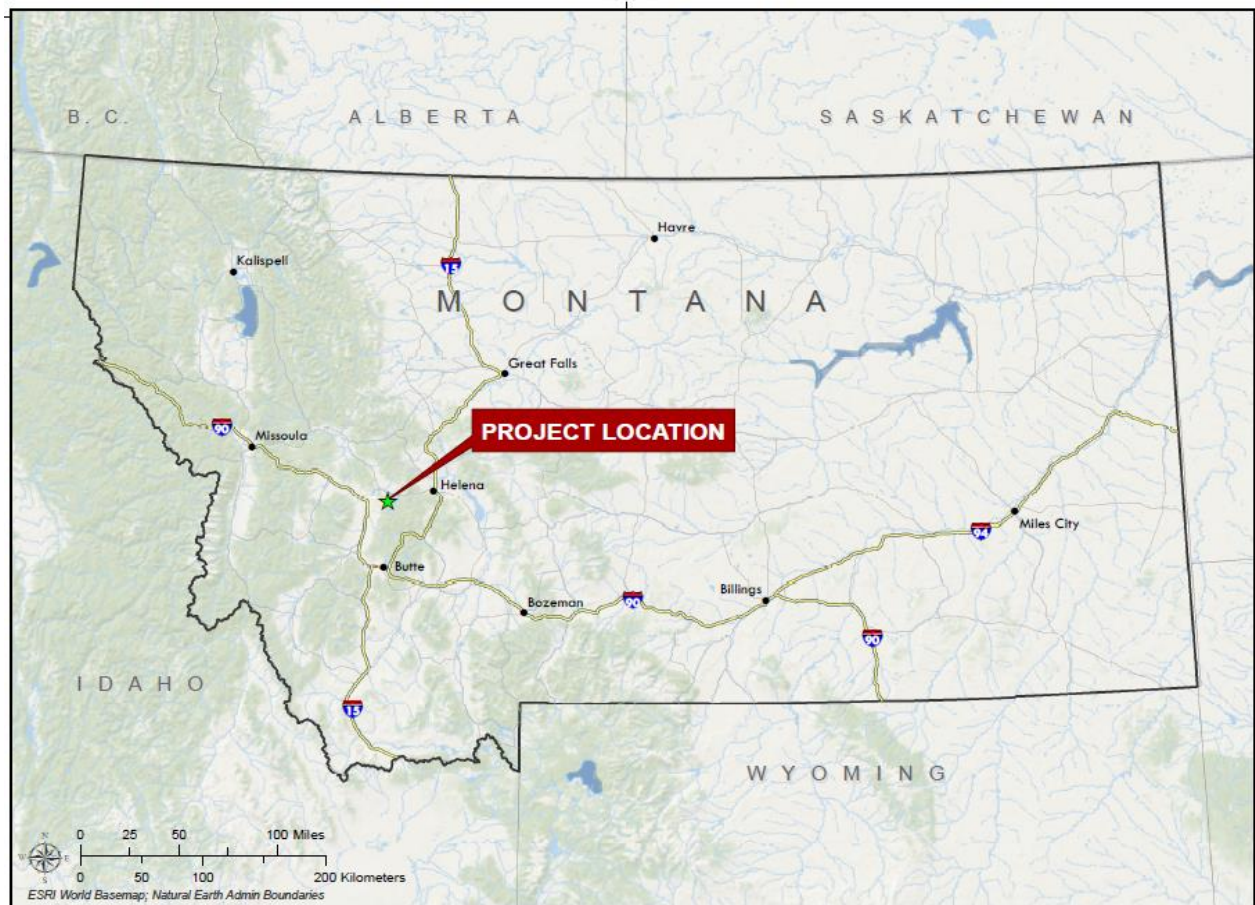 B. C.
ALBERTA
SASKATCHEWAN
Havre
Kalispell
15
MONTANA
Great Falls
PROJECT LOCATION
90
Missoula
Helena
Miles City
94
Butte
Billings
Bozeman
90
90
IDAHO
15
WYOMING
N
W E
S
0 25 50 100 Miles
0 50 100 200 Kilometers
ESRI World Basemap; Natural Earth Admin Boundaries